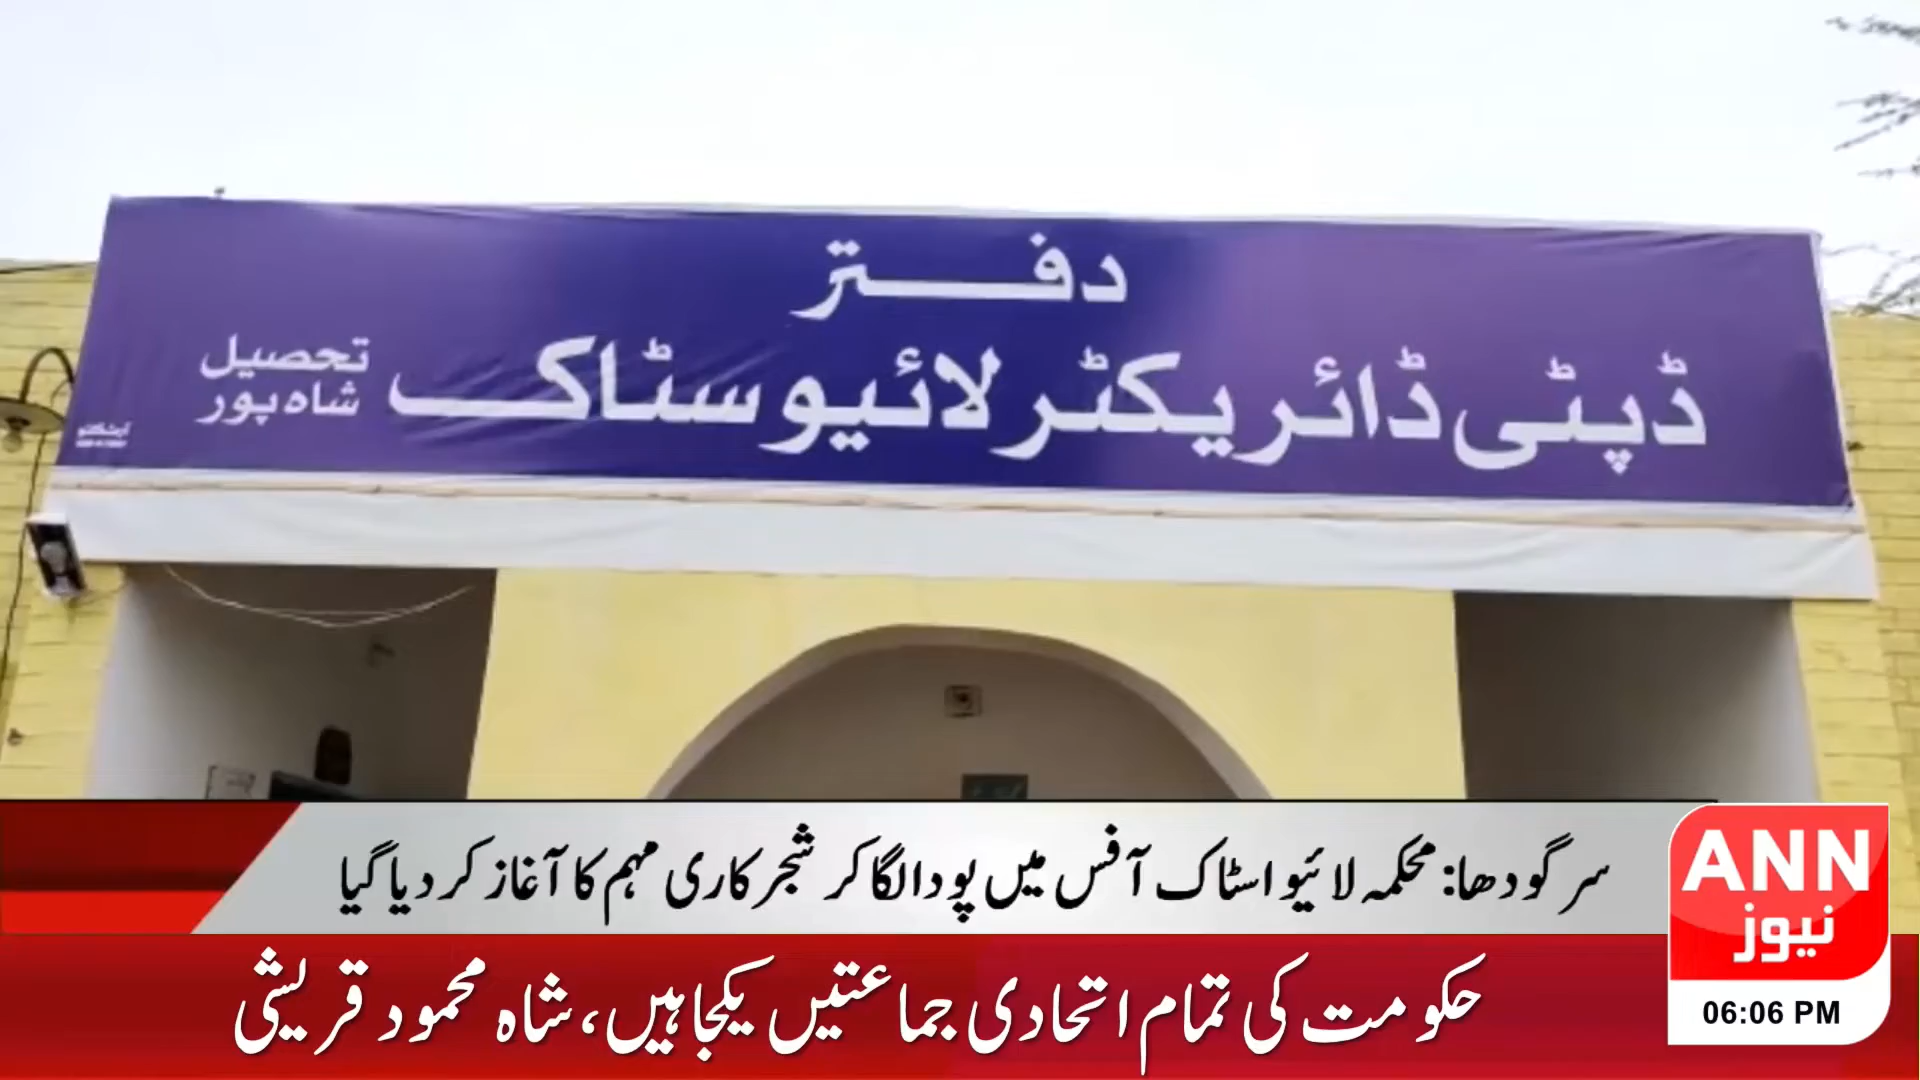 دفتر
ڈپٹی ڈائریکٹر لائیو سٹاک
تحصیل
شاہ پور
سرگودھا: محکمہ لائیو اسٹاک آفس میں پودا لگا کر شجر کاری مہم کا آغاز کر دیا گیا
حکومت کی تمام اتحادی جماعتیں یکجا ہیں، شاہ محمود قریشی
ANN
نیوز
06:06 PM